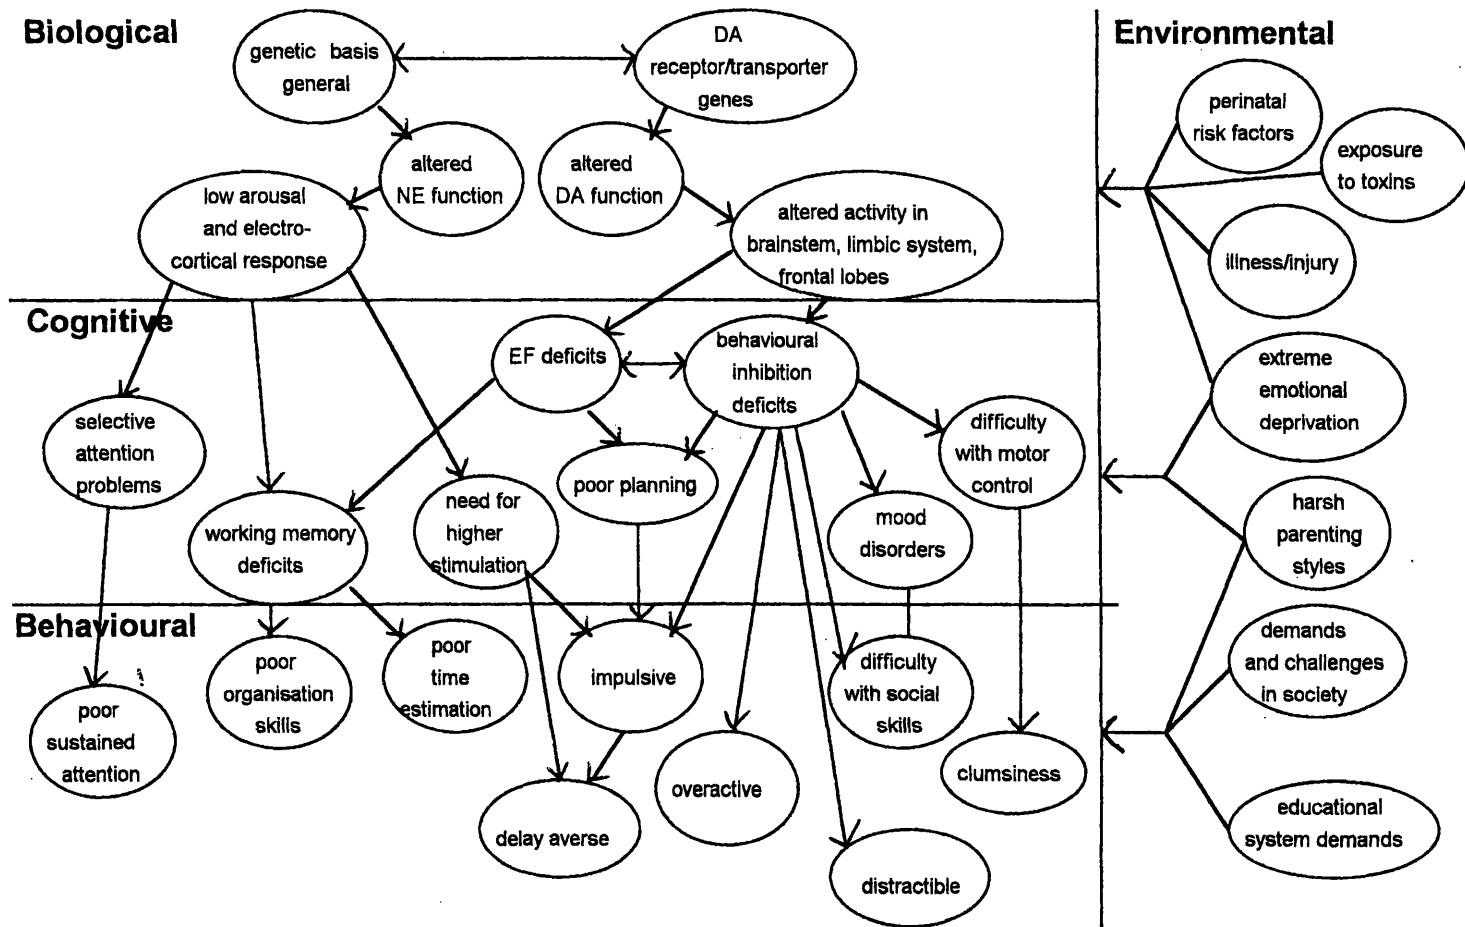 Biological
genetic basis
general
DA
receptor/transporter
genes
altered
NE function
altered
DA function
low arousal
and electro-
cortical response
altered activity in
brainstem, limbic system,
frontal lobes
Cognitive
EF deficits
behavioural
inhibition
deficits
selective
attention
problems
working memory
deficits
need for
higher
stimulation
poor planning
mood
disorders
difficulty
with motor
control
Behavioural
poor
sustained
attention
poor
organisation
skills
poor
time
estimation
impulsive
delay averse
overactive
difficulty
with social
skills
distractible
clumsiness
Environmental
perinatal
risk factors
exposure
to toxins
illness/injury
extreme
emotional
deprivation
harsh
parenting
styles
demands
and challenges
in society
educational
system demands